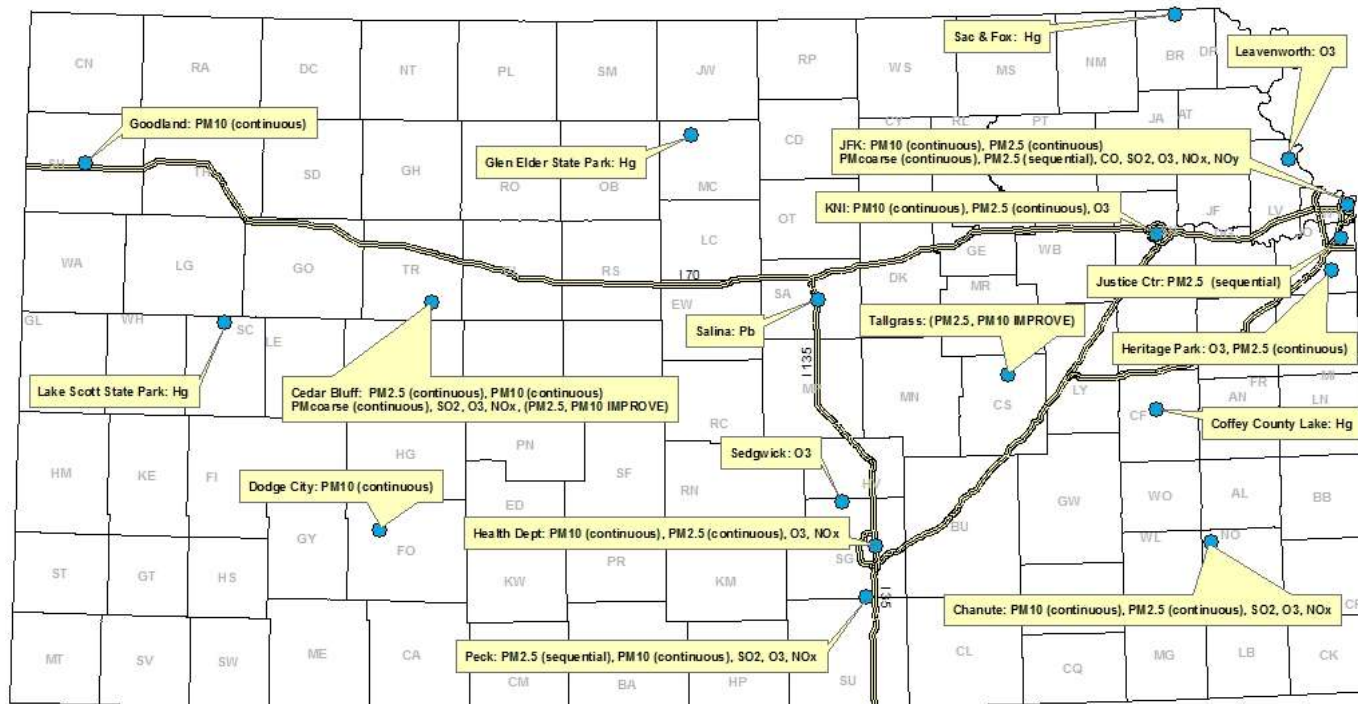 Sac & Fox: Hg
Leavenworth: O3
Goodland: PM10 (continuous)
Glen Elder State Park: Hg
JFK: PM10 (continuous), PM2.5 (continuous)
PMcoarse (continuous), PM2.5 (sequential), CO, SO2, O3, NOx, NOy
KNI: PM10 (continuous), PM2.5 (continuous), O3
Justice Ctr: PM2.5 (sequential)
Salina: Pb
Tallgrass: (PM2.5, PM10 IMPROVE)
Heritage Park: O3, PM2.5 (continuous)
Lake Scott State Park: Hg
Cedar Bluff: PM2.5 (continuous), PM10 (continuous)
PMcoarse (continuous), SO2, O3, NOx, (PM2.5, PM10 IMPROVE)
Coffey County Lake: Hg
Sedgwick: O3
Dodge City: PM10 (continuous)
Health Dept: PM10 (continuous), PM2.5 (continuous), O3, NOx
Chanute: PM10 (continuous), PM2.5 (continuous), SO2, O3, NOx
Peck: PM2.5 (sequential), PM10 (continuous), SO2, O3, NOx
CN RA DC NT PL SM JW RP WS MS NM BR DP
SH TH SD GH RO OB MC CD CY RL PT JA AT
WA LG GO TR RS LC OT JF LV JO
I 70
EW SA DK GE MR WB
GL WH SC LE
I 135
RC MN CS LY FR MI
AN LN
CF
HM KE FI HG PN SF RN HV
ED
GY FO BU GW WO AL BB
ST GT HS KW PR KM SG WL NO
I 35
MT SV SW ME CA CM BA HP SU CL CQ MG LB CK